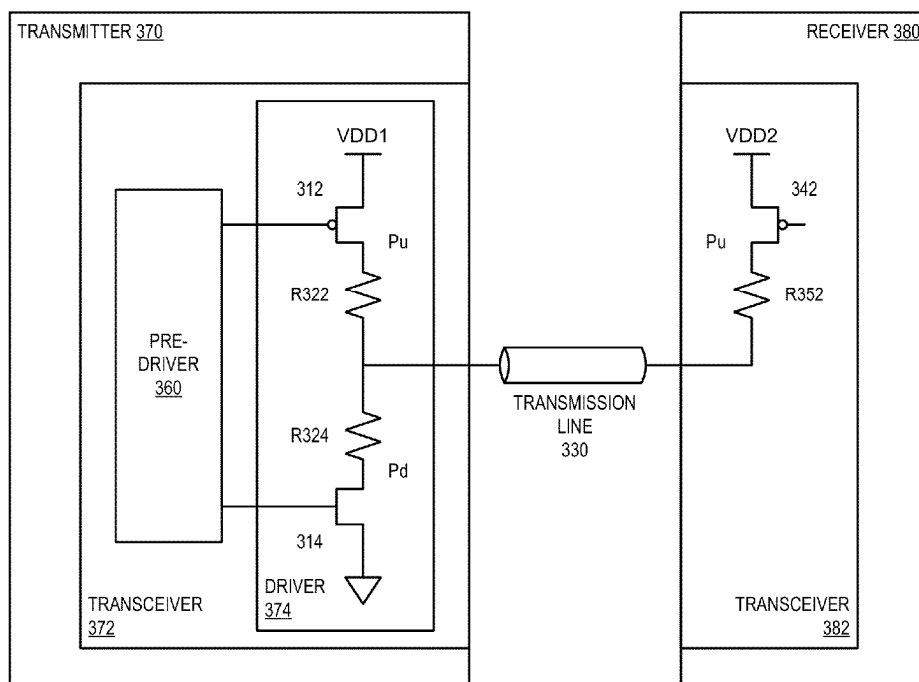 TRANSMITTER 370
RECEIVER 380
VDD1
VDD2
312
342
Pu
Pu
R322
R352
PRE-
DRIVER
360
TRANSMISSION
LINE
330
R324
Pd
314
DRIVER
374
TRANSCEIVER
372
TRANSCEIVER
382